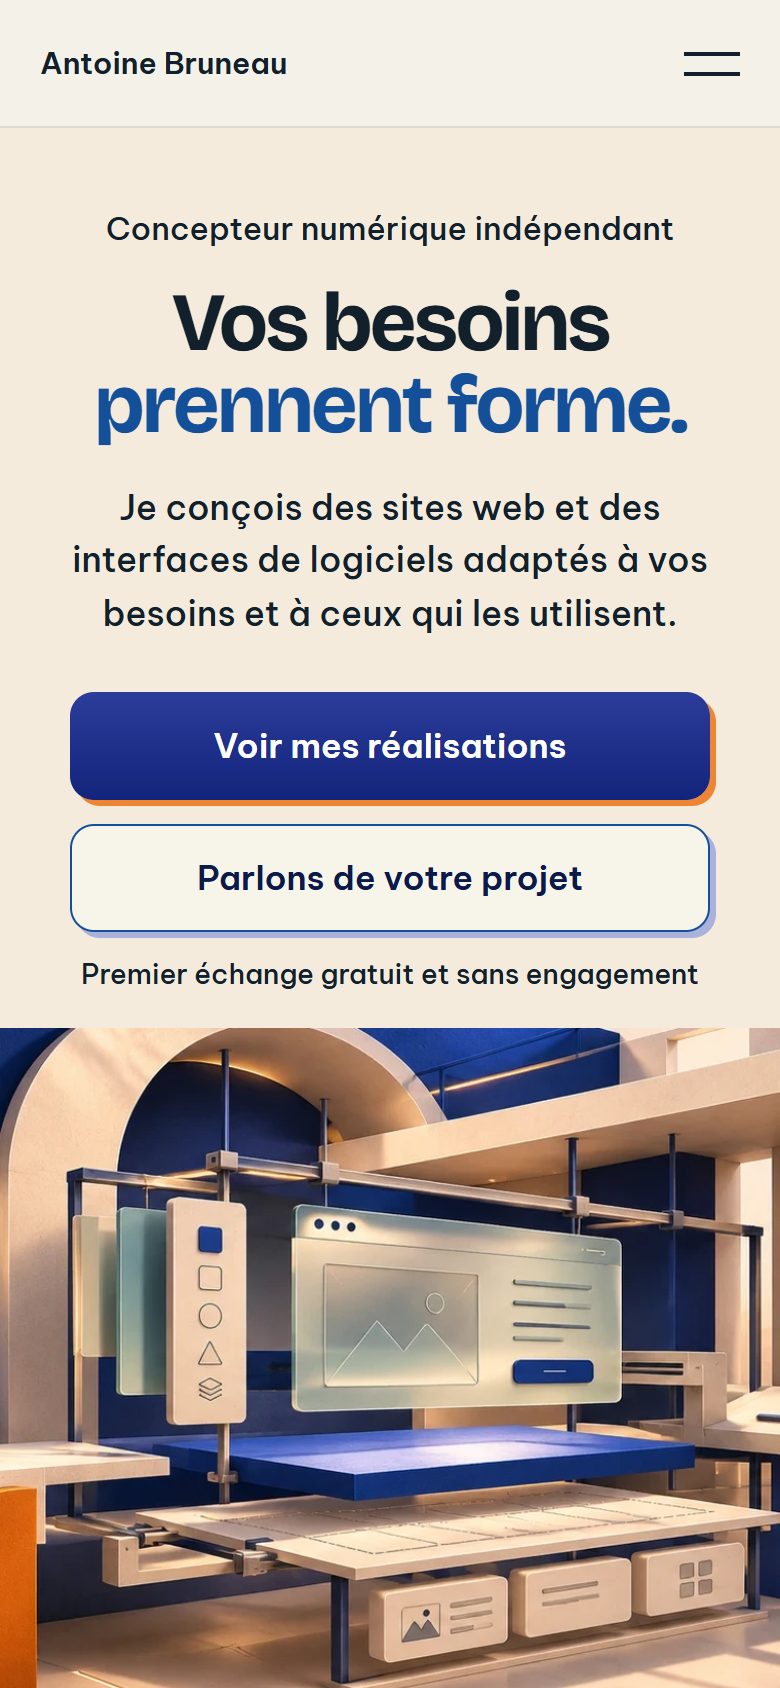 Antoine Bruneau
Concepteur numérique indépendant
Vos besoins
prennent forme.
Je conçois des sites web et des
interfaces de logiciels adaptés à vos
besoins et à ceux qui les utilisent.
Voir mes réalisations
Parlons de votre projet
Premier échange gratuit et sans engagement